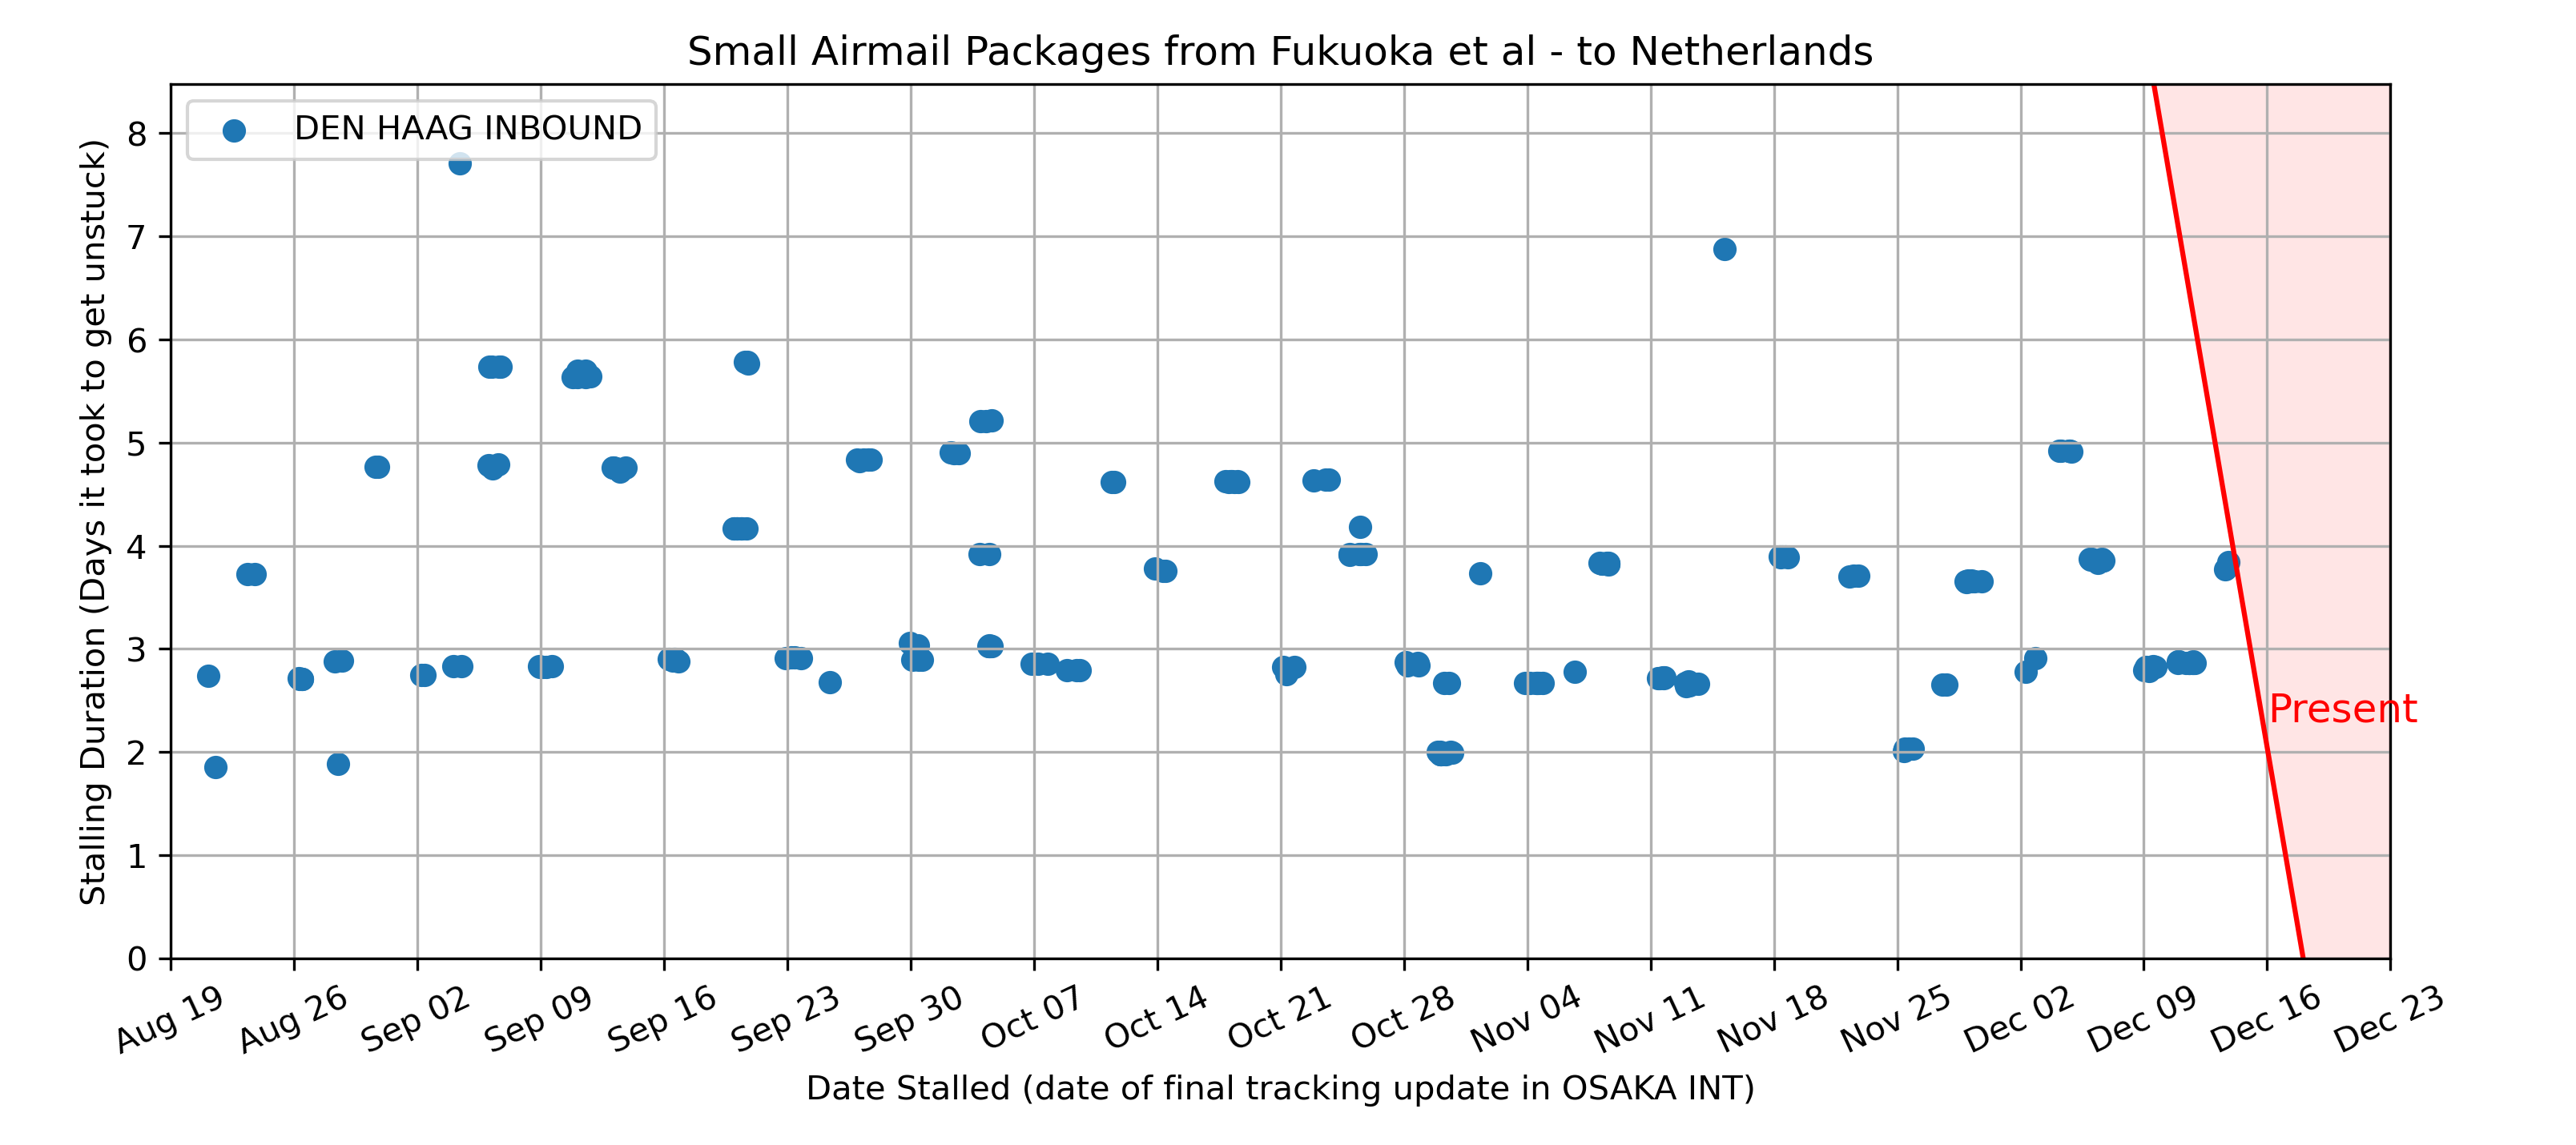 Small Airmail Packages from Fukuoka et al - to Netherlands
DEN HAAG INBOUND
Stalling Duration (Days it took to get unstuck)
8
7
6
5
4
3
2
1
0
Present
Aug 19
Aug 26
Sep 02
Sep 09
Sep 16
Sep 23
Sep 30
Oct 07
Oct 14
Oct 21
Oct 28
Nov 04
Nov 11
Nov 18
Nov 25
Dec 02
Dec 09
Dec 16
Dec 23
Date Stalled (date of final tracking update in OSAKA INT)